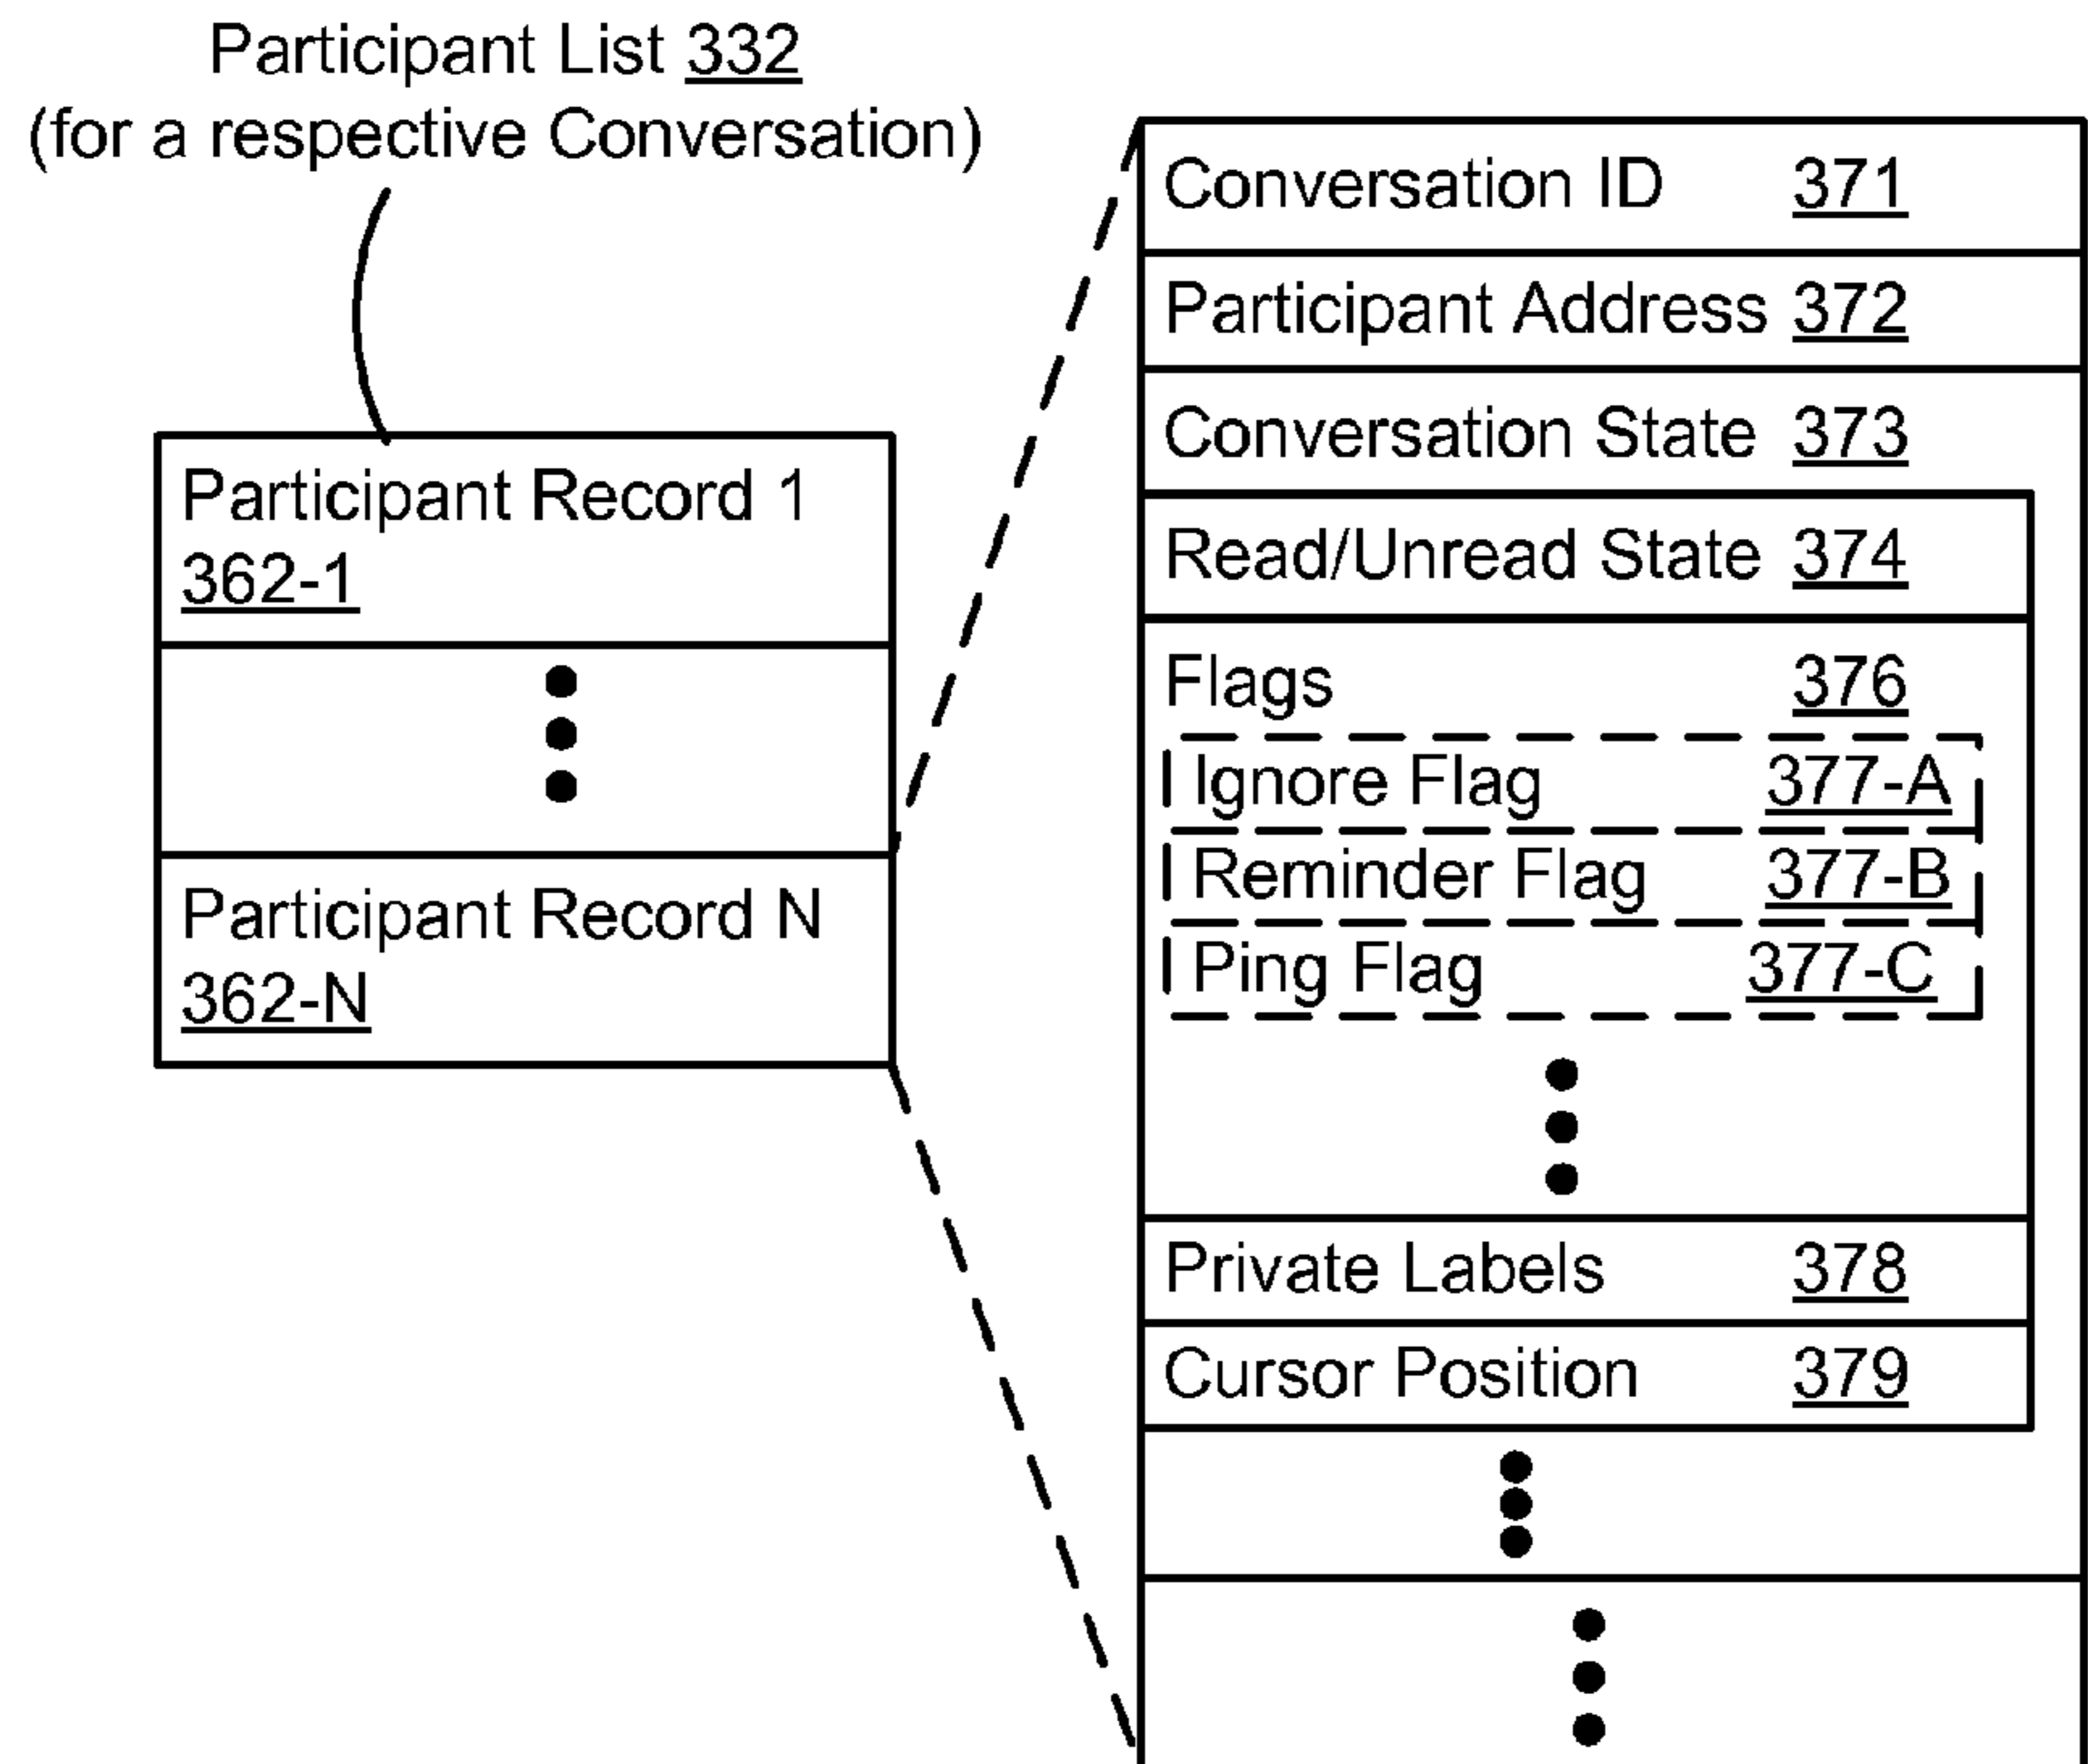 Participant List 332
(for a respective Conversation)
Participant Record 1
362-1
Participant Record N
362-N
Conversation ID 371
Participant Address 372
Conversation State 373
Read/Unread State 374
Flags 376
Ignore Flag 377-A
Reminder Flag 377-B
Ping Flag 377-C
Private Labels 378
Cursor Position 379